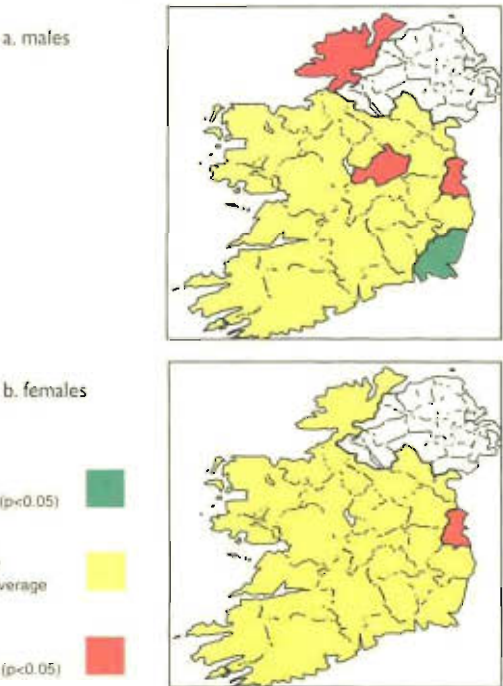 a. males
b. females
(p<0.05)
verage
(p<0.05)